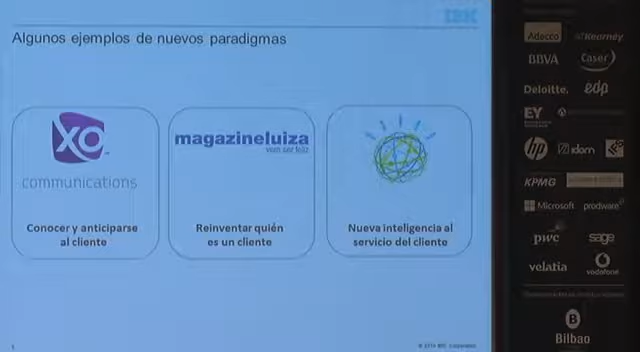 IBM
Algunos ejemplos de nuevos paradigmas
XO
communications
Conocer y anticiparse
al cliente
magazineluiza
vem ser feliz
Reinventar quién
es un cliente
Nueva inteligencia al
servicio del cliente
Adecco
ATKearney
BBVA
Caser
Deloitte.
edp
EY
hp
idom
KPMG
Microsoft
prodware
pwc
sage
velatia
vodafone
B
Bilbao